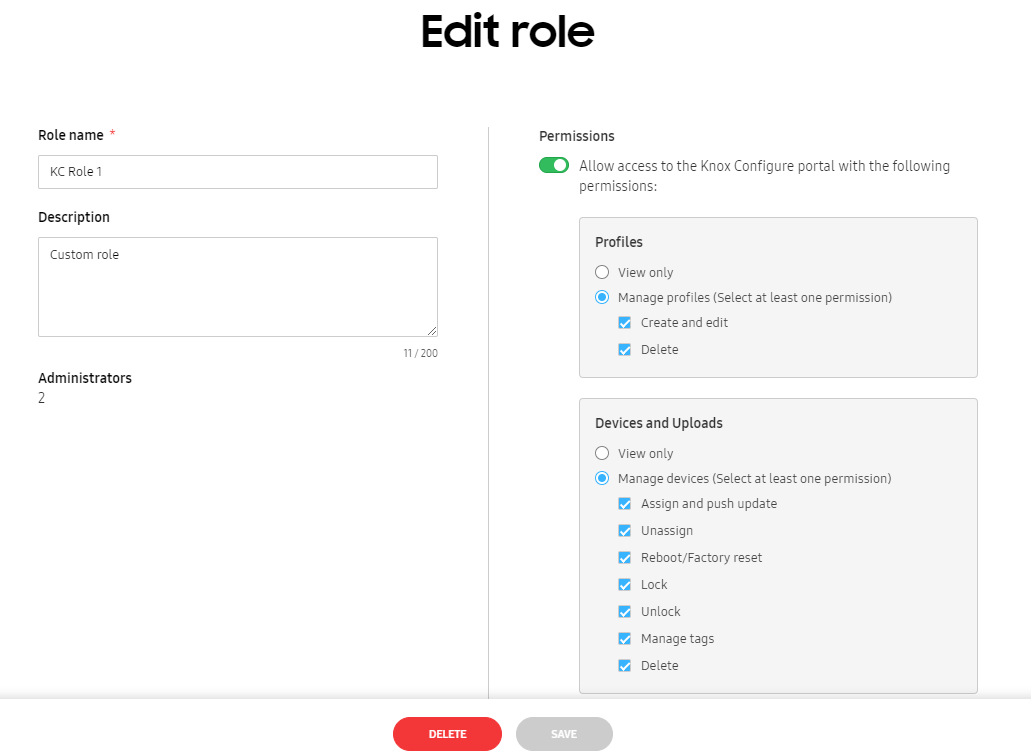 Edit role
Role name *
KC Role 1
Description
Custom role
11 / 200
Administrators
2
Permissions
Allow access to the Knox Configure portal with the following
permissions:
Profiles
View only
Manage profiles (Select at least one permission)
Create and edit
Delete
Devices and Uploads
View only
Manage devices (Select at least one permission)
Assign and push update
Unassign
Reboot/Factory reset
Lock
Unlock
Manage tags
Delete
DELETE
SAVE